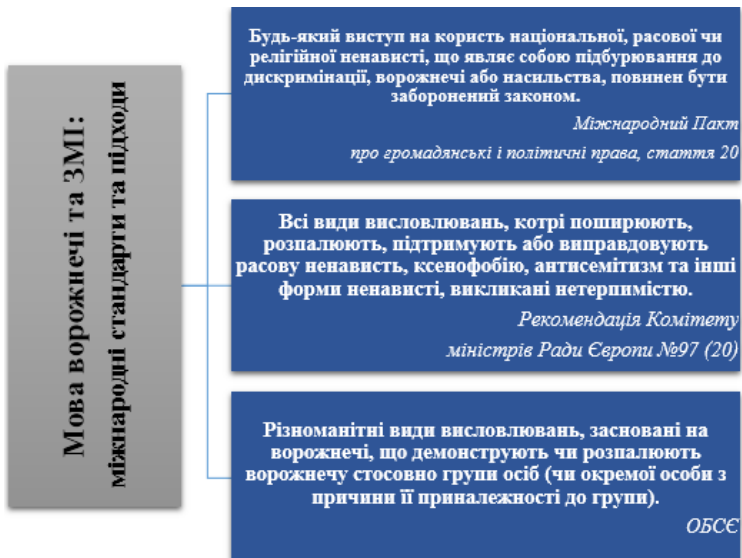 Мова ворожнечі та ЗМІ:
міжнародні стандарти та підходи
Будь-який виступ на користь національної, расової чи
релігійної ненависті, що являє собою підбурювання до
дискримінації, ворожнечі або насильства, повинен бути
заборонений законом.
Міжнародний Пакт
про громадянські і політичні права, стаття 20
Всі види висловлювань, котрі поширюють,
розпалюють, підтримують або виправдовують
расову ненависть, ксенофобію, антисемітизм та інші
форми ненависті, викликані нетерпимістю.
Рекомендація Комітету
міністрів Ради Європи №97 (20)
Різноманітні види висловлювань, засновані на
ворожнечі, що демонструють чи розпалюють
ворожнечу стосовно групи осіб (чи окремої особи з
причини її приналежності до групи).
ОБСЄ